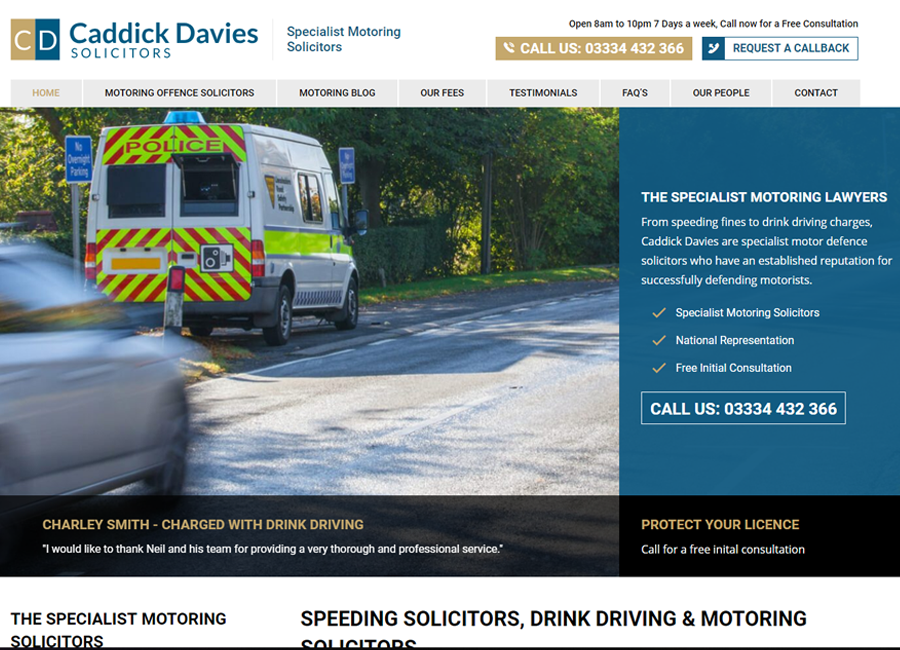 CD
Caddick Davies
SOLICITORS
Specialist Motoring
Solicitors
Open 8am to 10pm 7 Days a week, Call now for a Free Consultation
CALL US: 03334 432 366
REQUEST A CALLBACK
HOME
MOTORING OFFENCE SOLICITORS
MOTORING BLOG
OUR FEES
TESTIMONIALS
FAQ'S
OUR PEOPLE
CONTACT
POLICE
No
Overnight
Parking
Road
Safety
Partnership
THE SPECIALIST MOTORING LAWYERS
From speeding fines to drink driving charges,
Caddick Davies are specialist motor defence
solicitors who have an established reputation for
successfully defending motorists.
Specialist Motoring Solicitors
National Representation
Free Initial Consultation
CALL US: 03334 432 366
CHARLEY SMITH - CHARGED WITH DRINK DRIVING
"I would like to thank Neil and his team for providing a very thorough and professional service."
PROTECT YOUR LICENCE
Call for a free inital consultation
THE SPECIALIST MOTORING
SOLICITORS
SPEEDING SOLICITORS, DRINK DRIVING & MOTORING
SOLICITORS